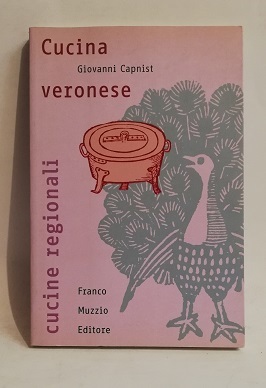 Cucina
Giovanni Capnist
veronese
cucine regionali
Franco
Muzzio
Editore